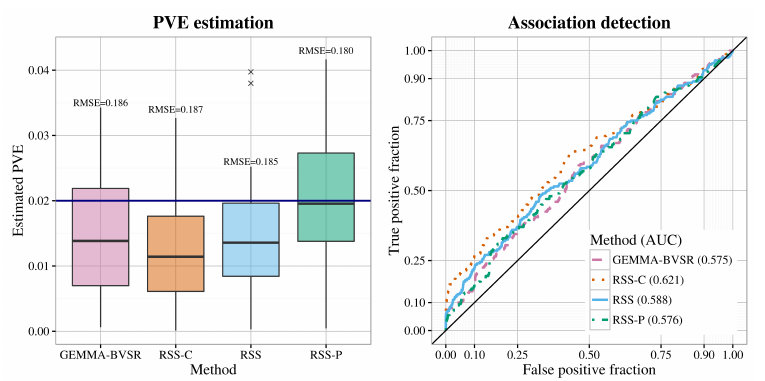 PVE estimation
Estimated PVE
0.04
0.03
0.02
0.01
0.00
RMSE=0.186
RMSE=0.187
RMSE=0.185
RMSE=0.180
GEMMA-BVSR
RSS-C
RSS
RSS-P
Method
Association detection
True positive fraction
1.00
0.90
0.75
0.50
0.25
0.10
0.00
Method (AUC)
GEMMA-BVSR (0.575)
RSS-C (0.621)
RSS (0.588)
RSS-P (0.576)
0.00
0.10
0.25
0.50
0.75
0.90
1.00
False positive fraction